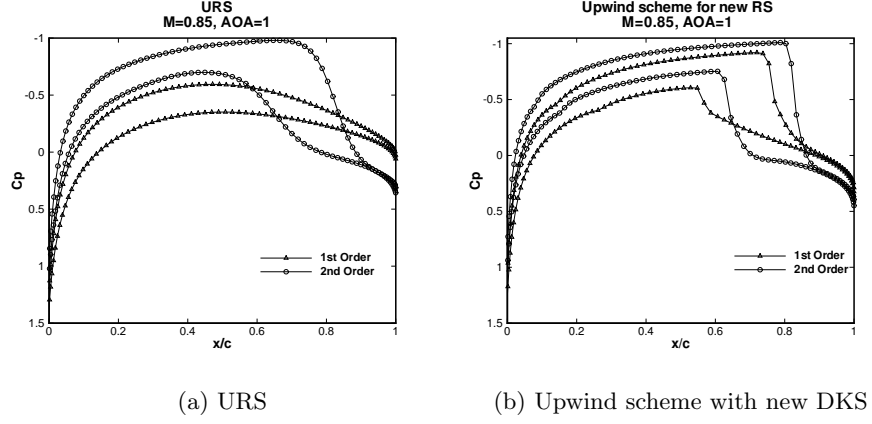 URS
M=0.85, AOA=1
-1
-0.5
0
0.5
1
1.5
Cp
0
0.2
0.4
0.6
0.8
1
x/c
1st Order
2nd Order
(a) URS
Upwind scheme for new RS
M=0.85, AOA=1
-1
-0.5
0
0.5
1
1.5
Cp
0
0.2
0.4
0.6
0.8
1
x/c
1st Order
2nd Order
(b) Upwind scheme with new DKS